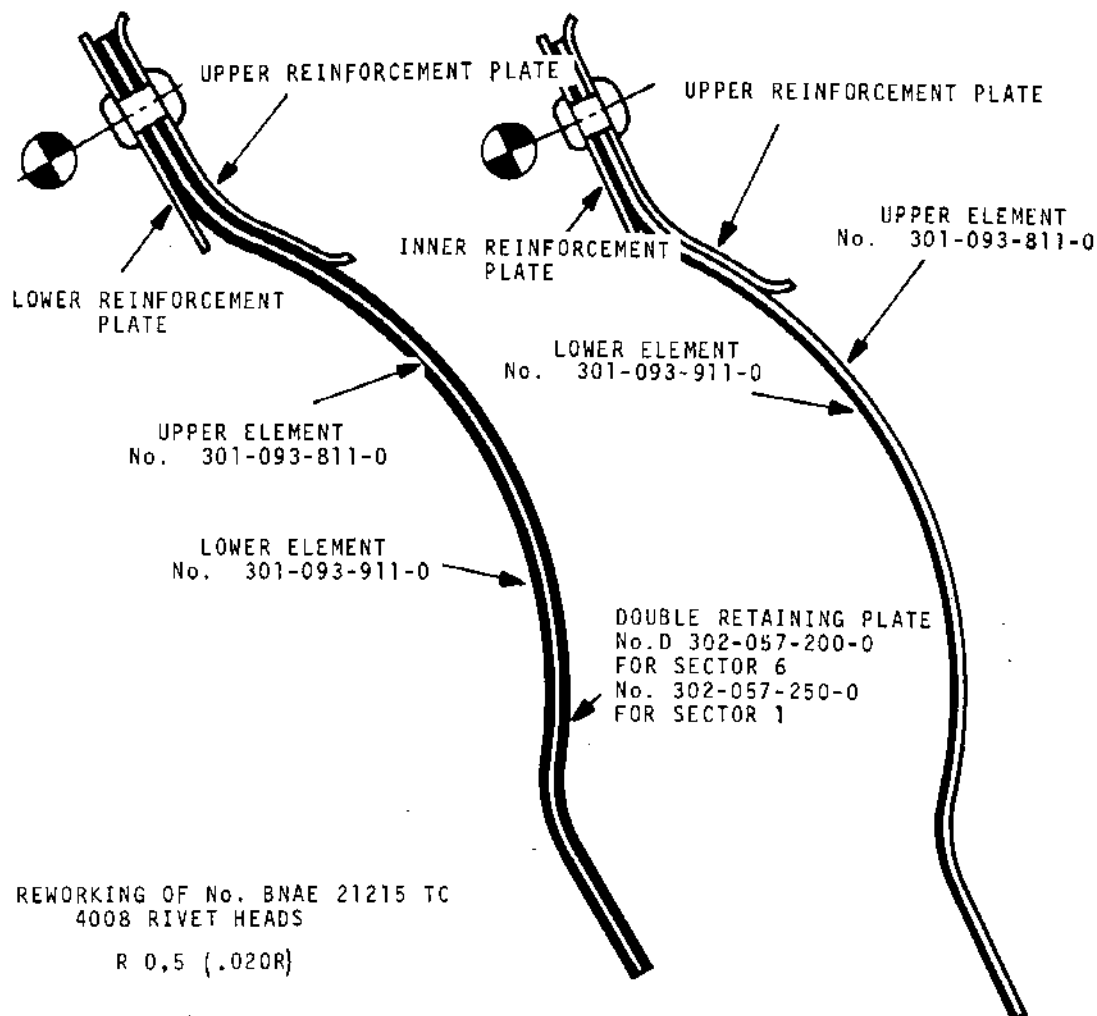 UPPER REINFORCEMENT PLATE
UPPER REINFORCEMENT PLATE
UPPER ELEMENT
No. 301-093-811-0
INNER REINFORCEMENT
PLATE
LOWER REINFORCEMENT
PLATE
LOWER ELEMENT
No. 301-093-911-0
UPPER ELEMENT
No. 301-093-811-0
LOWER ELEMENT
No. 301-093-911-0
DOUBLE RETAINING PLATE
No.D 302-057-200-0
FOR SECTOR 6
No. 302-057-250-0
FOR SECTOR 1
REWORKING OF No. BNAE 21215 TC
4008 RIVET HEADS
R 0,5 (.020R)